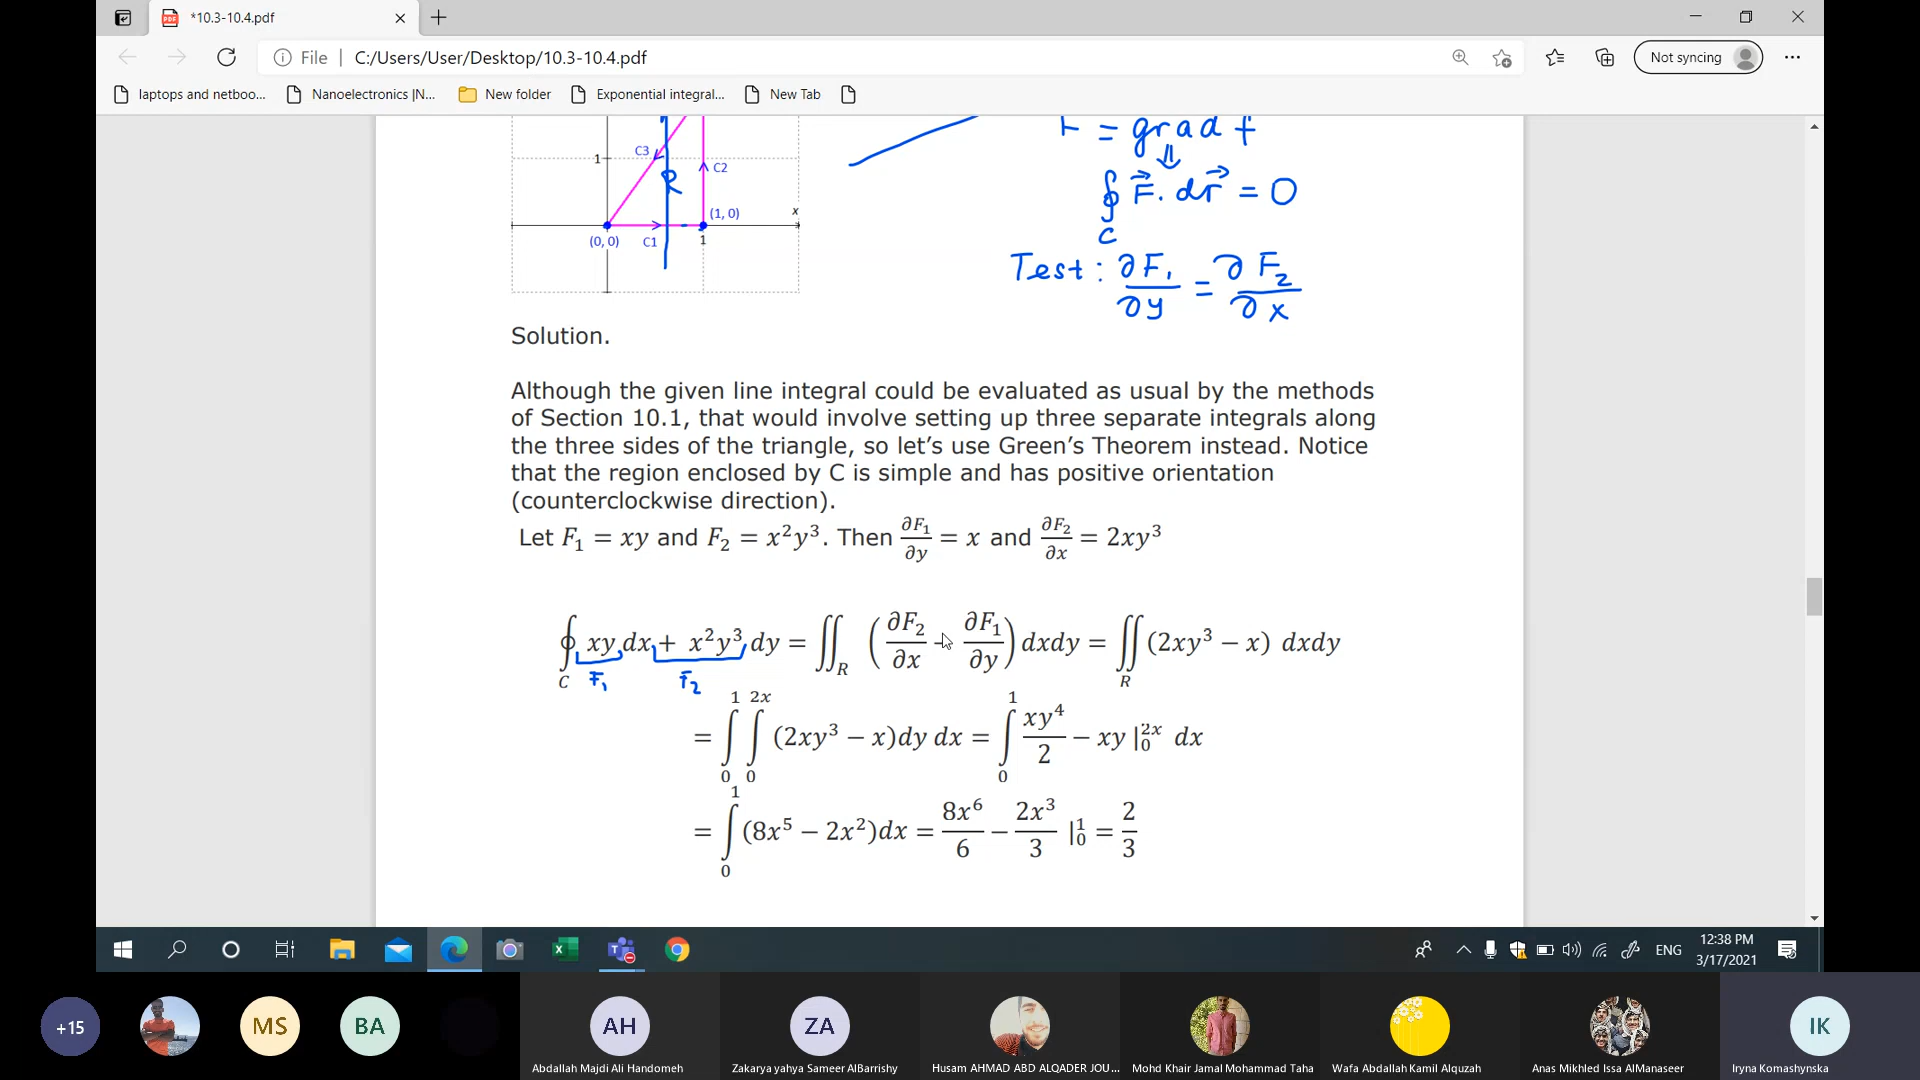 *10.3-10.4.pdf
File | C:/Users/User/Desktop/10.3-10.4.pdf
Not syncing
laptops and netboo...
Nanoelectronics |N...
New folder
Exponential integral...
New Tab
1
C3
C2
R
(1, 0)
x
(0, 0)
C1
1
F = grad f
⇓
∮ F⃗ · dr⃗ = 0
C
Test: ∂F₁/∂y = ∂F₂/∂x
Solution.
Although the given line integral could be evaluated as usual by the methods
of Section 10.1, that would involve setting up three separate integrals along
the three sides of the triangle, so let’s use Green’s Theorem instead. Notice
that the region enclosed by C is simple and has positive orientation
(counterclockwise direction).
Let F₁ = xy and F₂ = x²y³. Then ∂F₁/∂y = x and ∂F₂/∂x = 2xy³
∮_C xy dx + x²y³ dy = ∬_R (∂F₂/∂x − ∂F₁/∂y) dxdy = ∬_R (2xy³ − x) dxdy
F₁ F₂
= ∫₀¹ ∫₀²ˣ (2xy³ − x)dy dx = ∫₀¹ xy⁴/2 − xy |₀²ˣ dx
= ∫₀¹ (8x⁵ − 2x²)dx = 8x⁶/6 − 2x³/3 |₀¹ = 2/3
ENG
12:38 PM
3/17/2021
+15
MS
BA
AH
ZA
IK
Abdallah Majdi Ali Handomeh
Zakarya yahya Sameer AlBarrishy
Husam AHMAD ABD ALQADER JOU...
Mohd Khair Jamal Mohammad Taha
Wafa Abdallah Kamil Alquzah
Anas Mikhled Issa AlManaseer
Iryna Komashynska